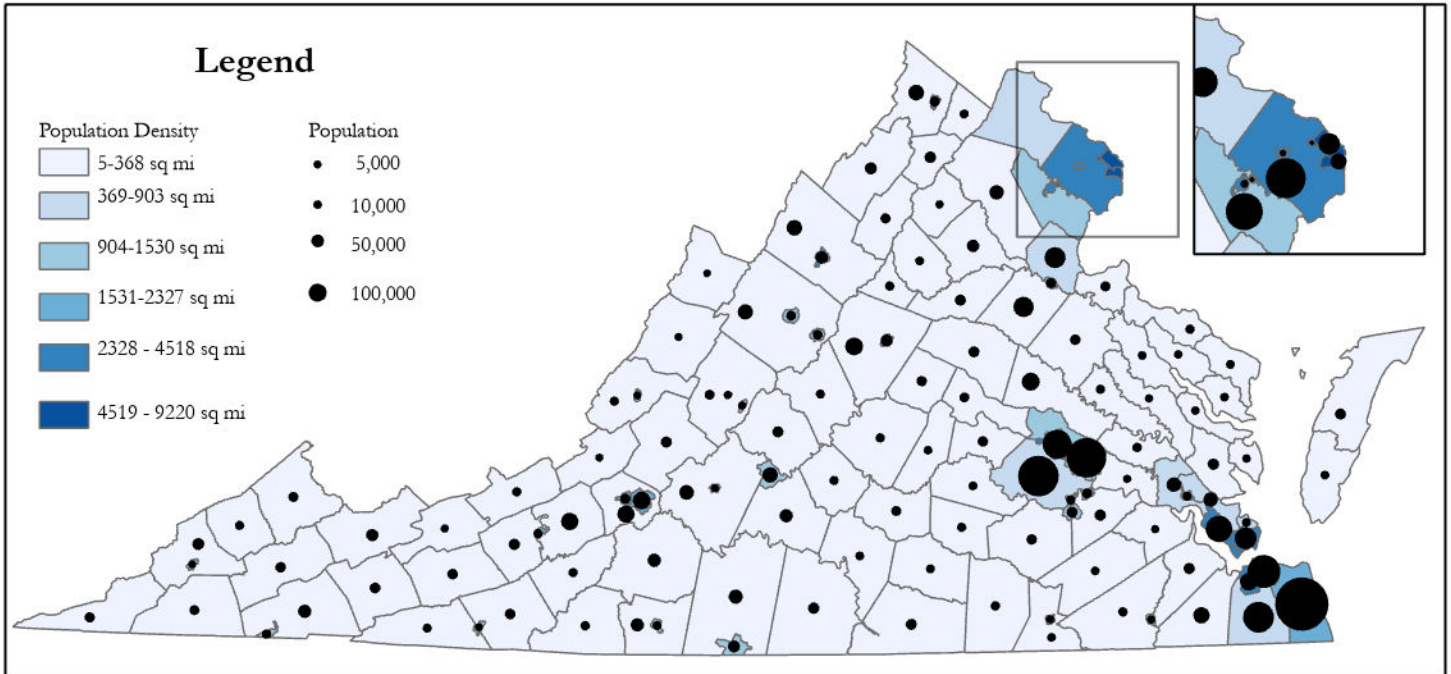 Legend
Population Density
5-368 sq mi
369-903 sq mi
904-1530 sq mi
1531-2327 sq mi
2328 - 4518 sq mi
4519 - 9220 sq mi
Population
5,000
10,000
50,000
100,000